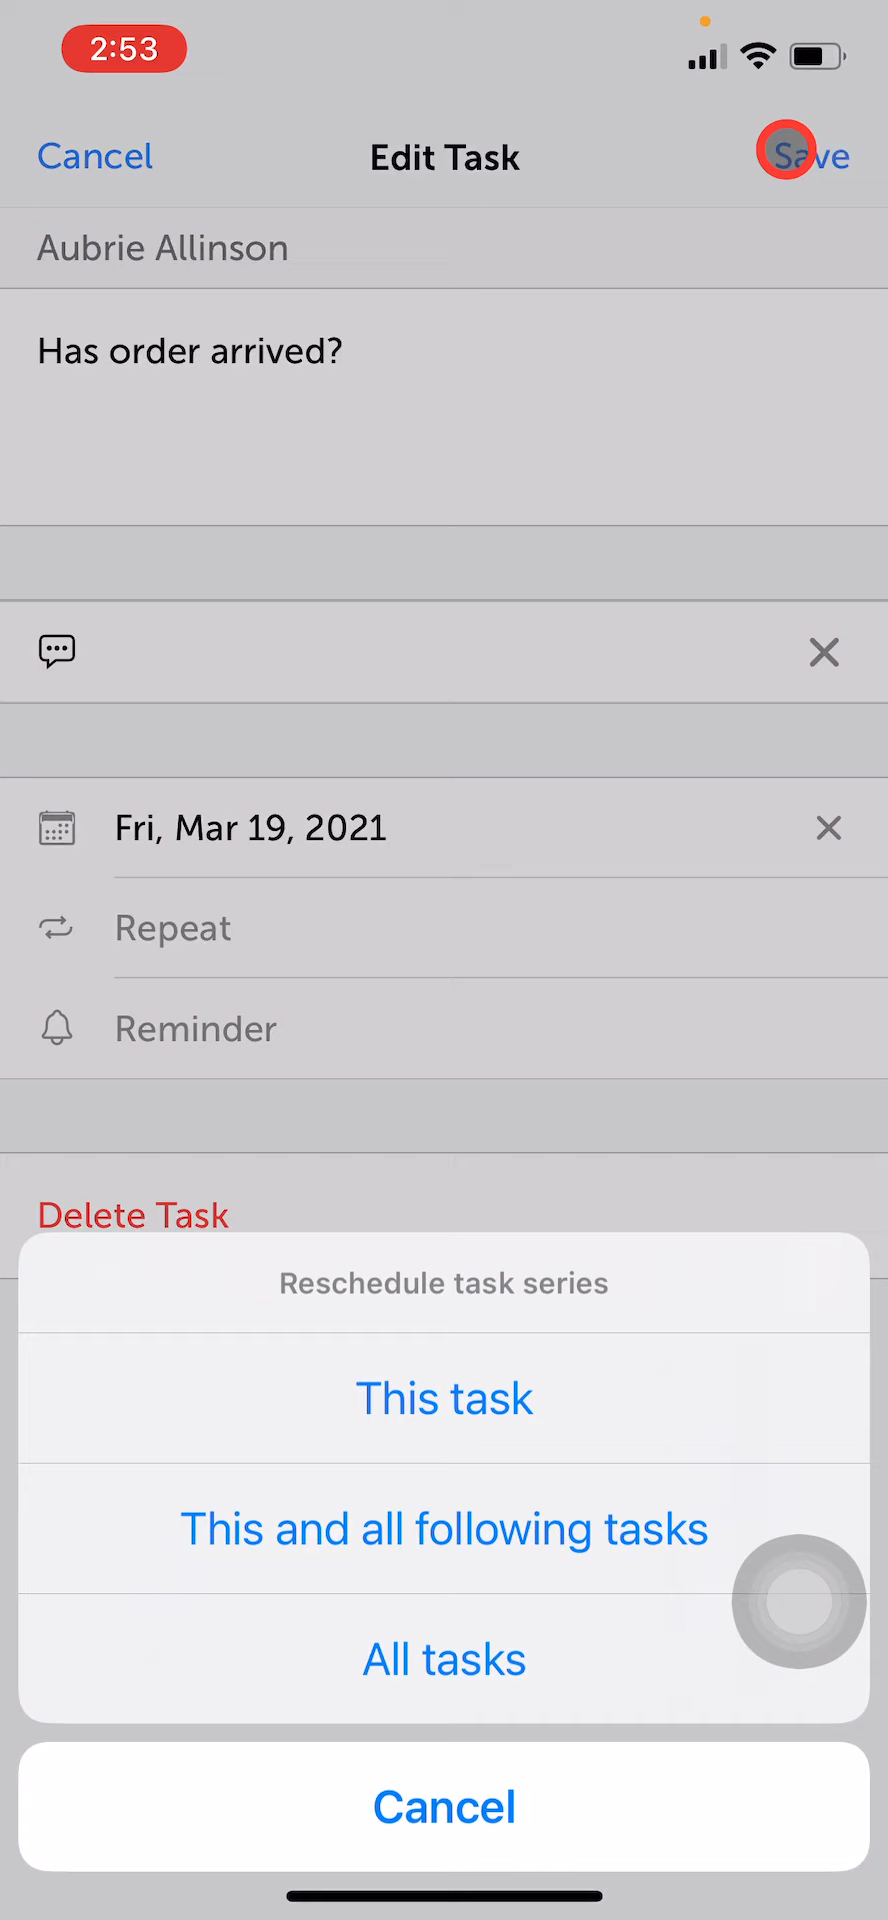 2:53
Cancel
Edit Task
Save
Aubrie Allinson
Has order arrived?
Fri, Mar 19, 2021
Repeat
Reminder
Delete Task
Reschedule task series
This task
This and all following tasks
All tasks
Cancel